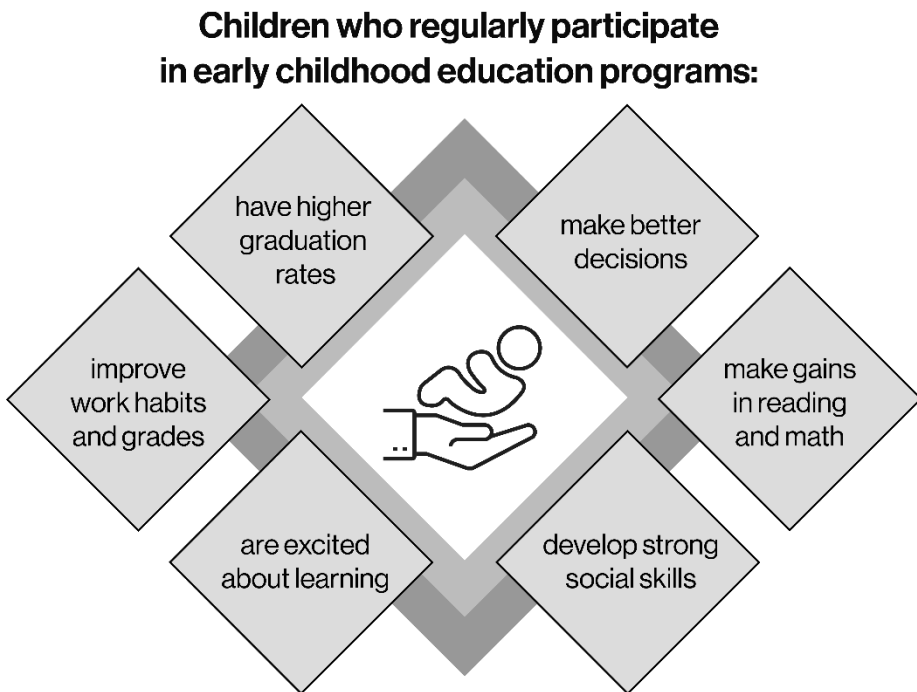 Children who regularly participate
in early childhood education programs:
have higher
graduation
rates
make better
decisions
improve
work habits
and grades
make gains
in reading
and math
are excited
about learning
develop strong
social skills